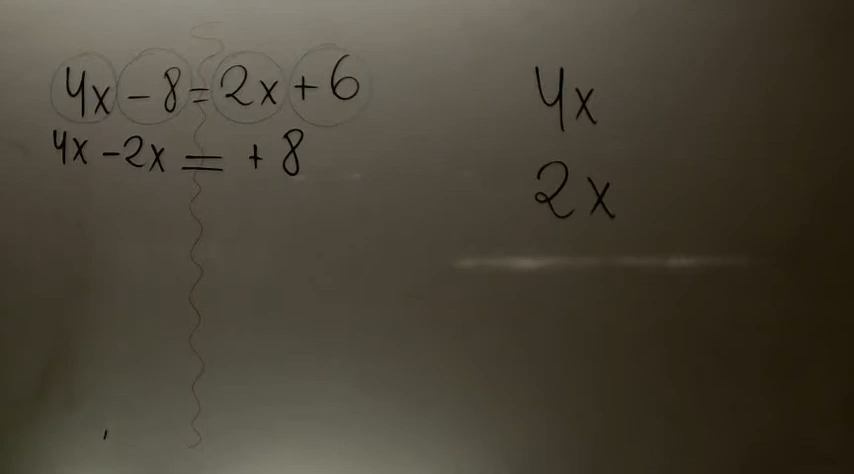 4x - 8 = 2x + 6
4x - 2x = + 8
4x
2x